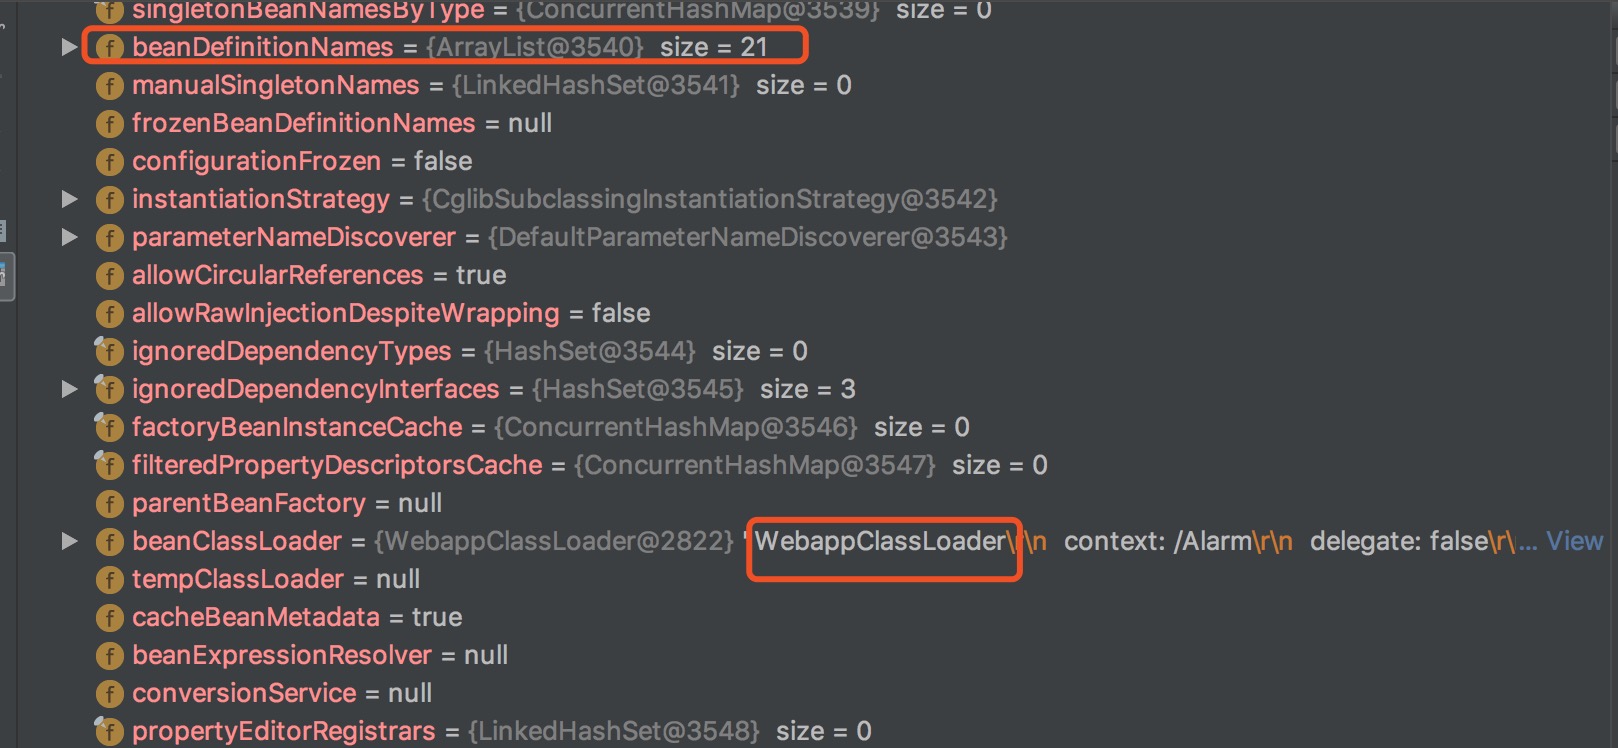 singletonBeanNamesByType = {ConcurrentHashMap@3539} size = 0
f beanDefinitionNames = {ArrayList@3540} size = 21
f manualSingletonNames = {LinkedHashSet@3541} size = 0
f frozenBeanDefinitionNames = null
f configurationFrozen = false
f instantiationStrategy = {CglibSubclassingInstantiationStrategy@3542}
f parameterNameDiscoverer = {DefaultParameterNameDiscoverer@3543}
f allowCircularReferences = true
f allowRawInjectionDespiteWrapping = false
f ignoredDependencyTypes = {HashSet@3544} size = 0
f ignoredDependencyInterfaces = {HashSet@3545} size = 3
f factoryBeanInstanceCache = {ConcurrentHashMap@3546} size = 0
f filteredPropertyDescriptorsCache = {ConcurrentHashMap@3547} size = 0
f parentBeanFactory = null
f beanClassLoader = {WebappClassLoader@2822} "WebappClassLoader\r\n context: /Alarm\r\n delegate: false\r\... View
f tempClassLoader = null
f cacheBeanMetadata = true
f beanExpressionResolver = null
f conversionService = null
f propertyEditorRegistrars = {LinkedHashSet@3548} size = 0